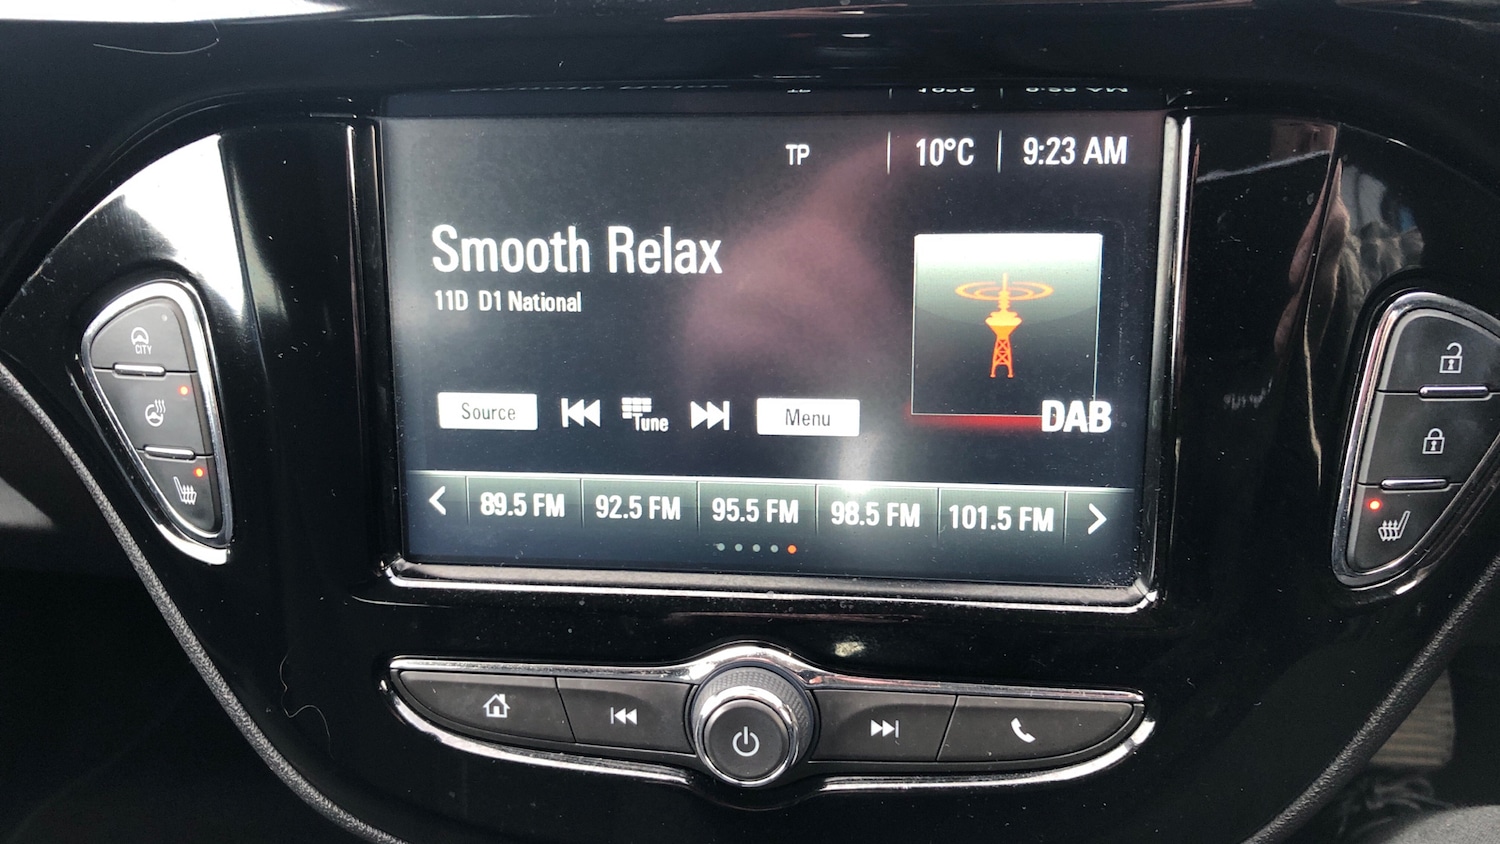 TP 10°C 9:23 AM
Smooth Relax
11D D1 National
DAB
Source Tune Menu
89.5 FM 92.5 FM 95.5 FM 98.5 FM 101.5 FM
CITY